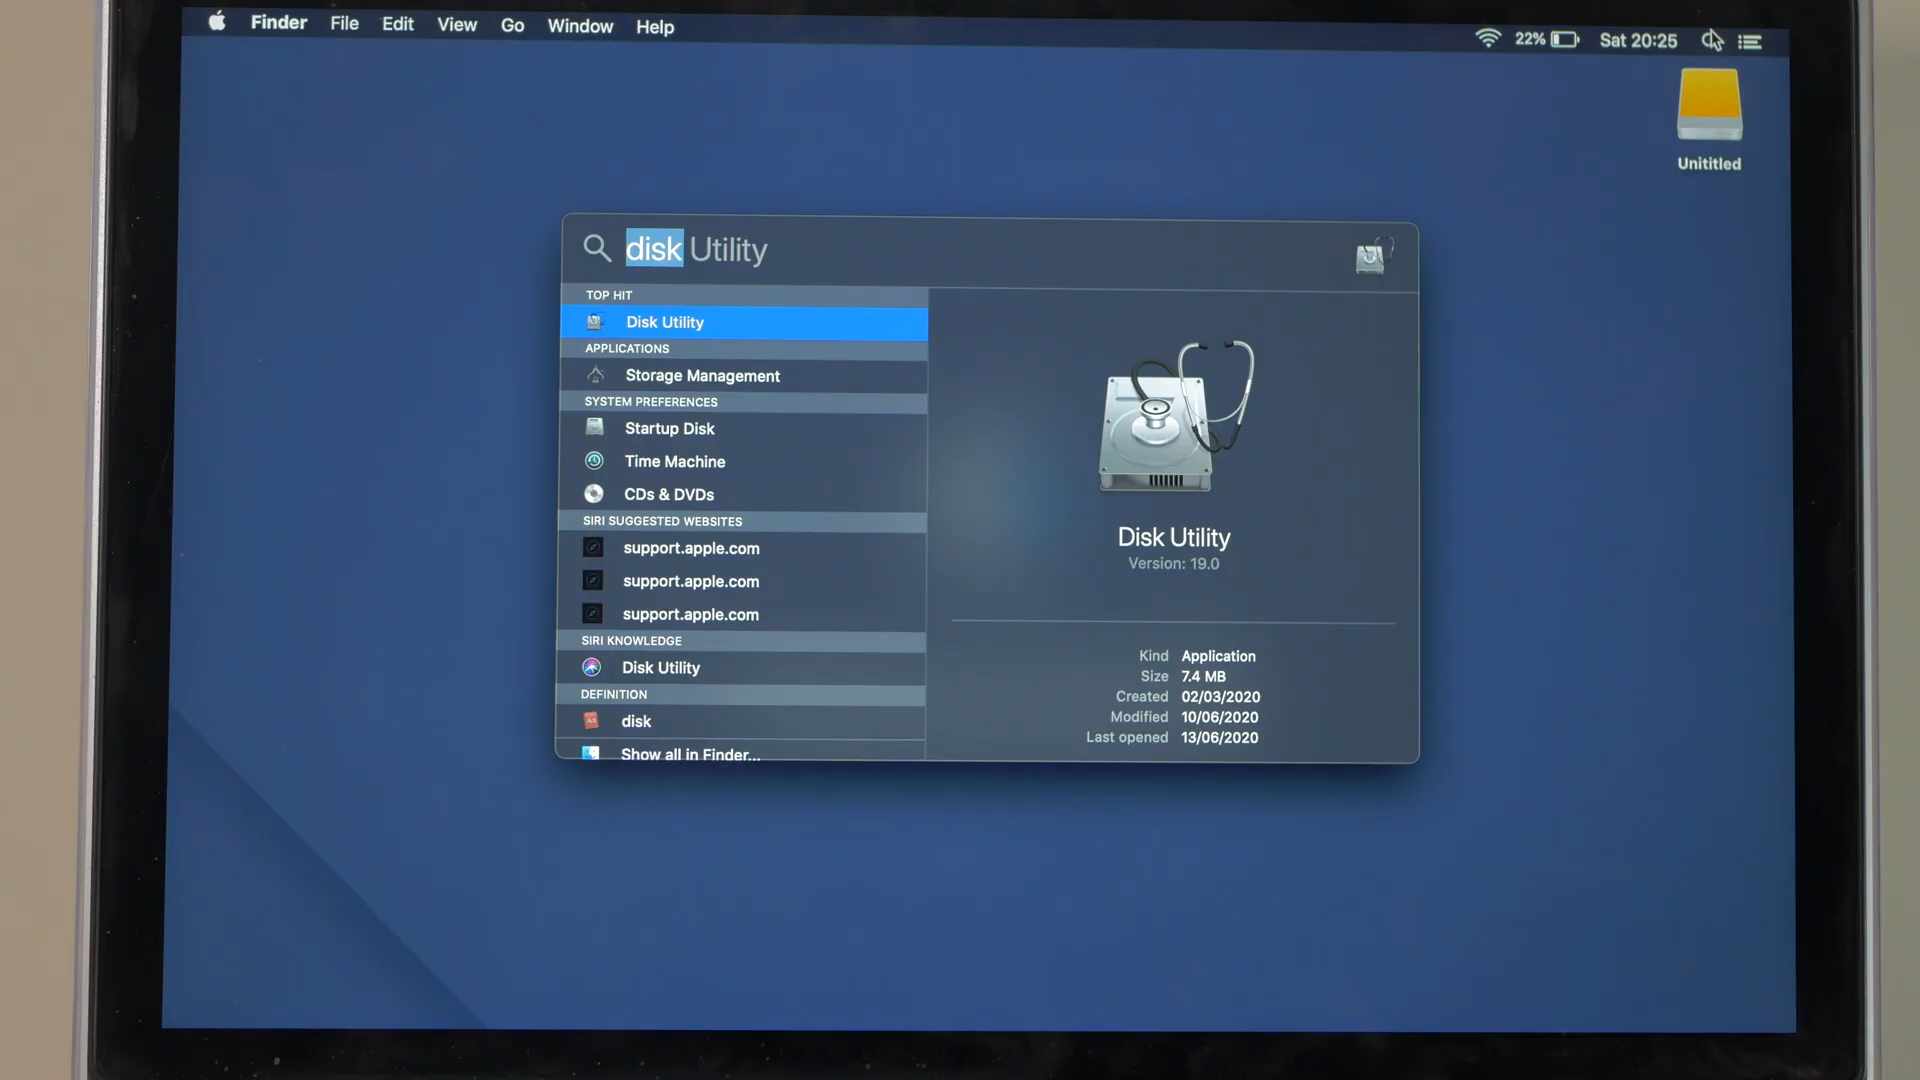 Finder File Edit View Go Window Help
22% Sat 20:25
Unititled
disk Utility
TOP HIT
Disk Utility
APPLICATIONS
Storage Management
SYSTEM PREFERENCES
Startup Disk
Time Machine
CDs & DVDs
SIRI SUGGESTED WEBSITES
support.apple.com
support.apple.com
support.apple.com
SIRI KNOWLEDGE
Disk Utility
DEFINITION
disk
Show all in Finder...
Disk Utility
Version: 19.0
Kind Application
Size 7.4 MB
Created 02/03/2020
Modified 10/06/2020
Last opened 13/06/2020